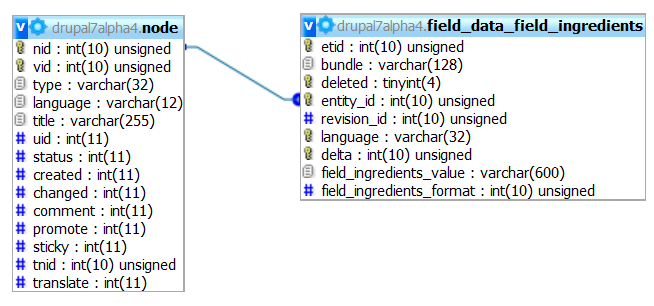 v drupal7alpha4.node
nid : int(10) unsigned
vid : int(10) unsigned
type : varchar(32)
language : varchar(12)
title : varchar(255)
uid : int(11)
status : int(11)
created : int(11)
changed : int(11)
comment : int(11)
promote : int(11)
sticky : int(11)
tnid : int(10) unsigned
translate : int(11)
v drupal7alpha4.field_data_field_ingredients
etid : int(10) unsigned
bundle : varchar(128)
deleted : tinyint(4)
entity_id : int(10) unsigned
revision_id : int(10) unsigned
language : varchar(32)
delta : int(10) unsigned
field_ingredients_value : varchar(600)
field_ingredients_format : int(10) unsigned